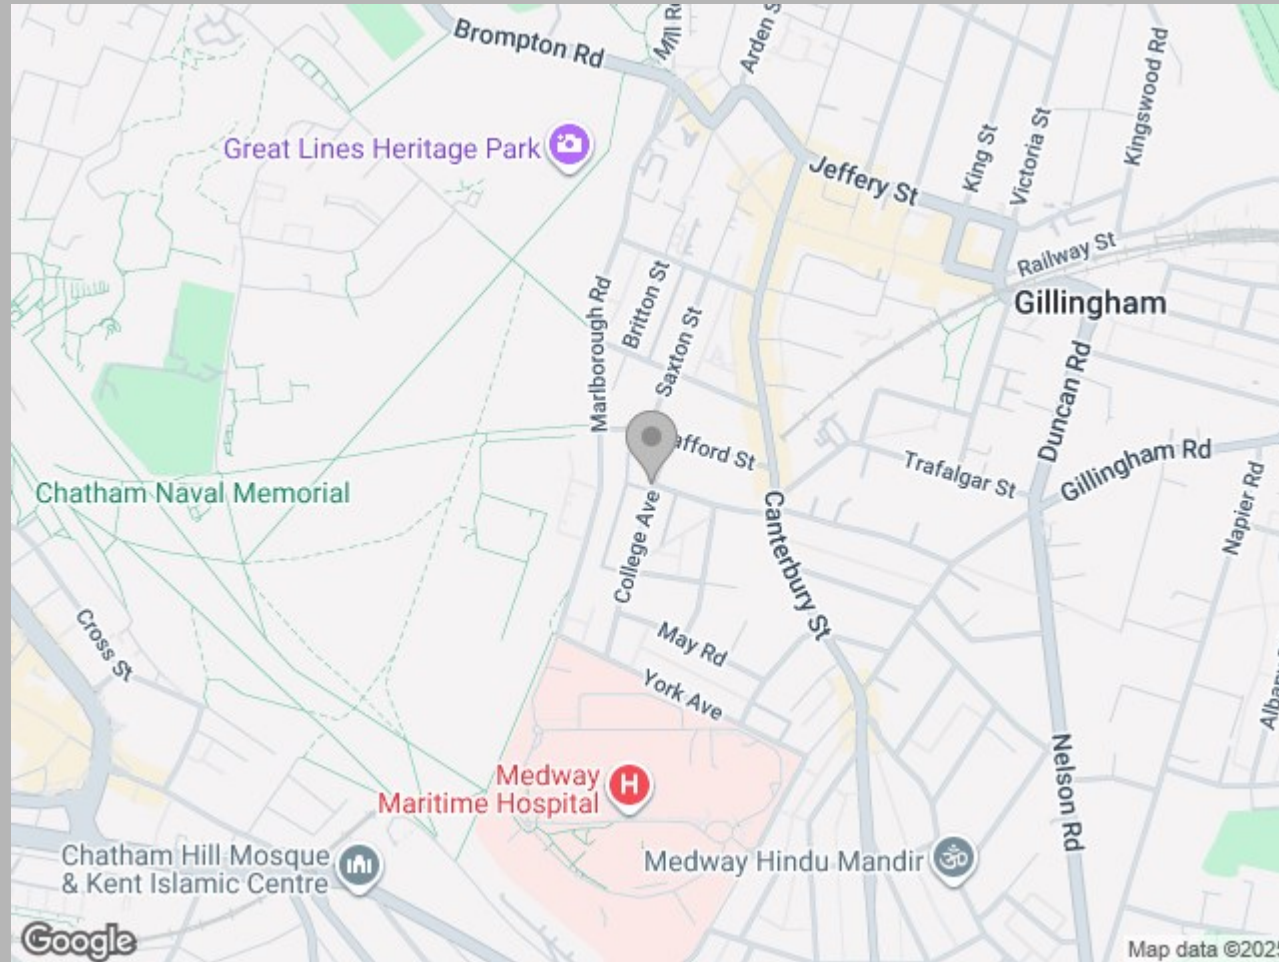 Brompton Rd
Mill R
Arden S
Kingswood Rd
Great Lines Heritage Park
Jeffery St
King St
Victoria St
Railway St
Gillingham
Marlborough Rd
Britton St
Saxton St
Duncan Rd
afford St
Trafalgar St
Gillingham Rd
Napier Rd
Chatham Naval Memorial
College Ave
Canterbury St
Cross St
May Rd
York Ave
Albany
Nelson Rd
Medway
Maritime Hospital
H
Chatham Hill Mosque
& Kent Islamic Centre
Medway Hindu Mandir
ॐ
Google
Map data ©2025